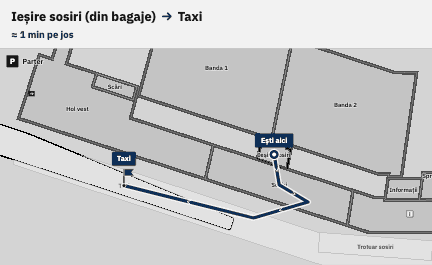 Ieșire sosiri (din bagaje) → Taxi
≈ 1 min pe jos
P Parter
Banda 1
Scări
Banda 2
Hol vest
Ești aici
Taxi
Informații
Trotuar sosiri